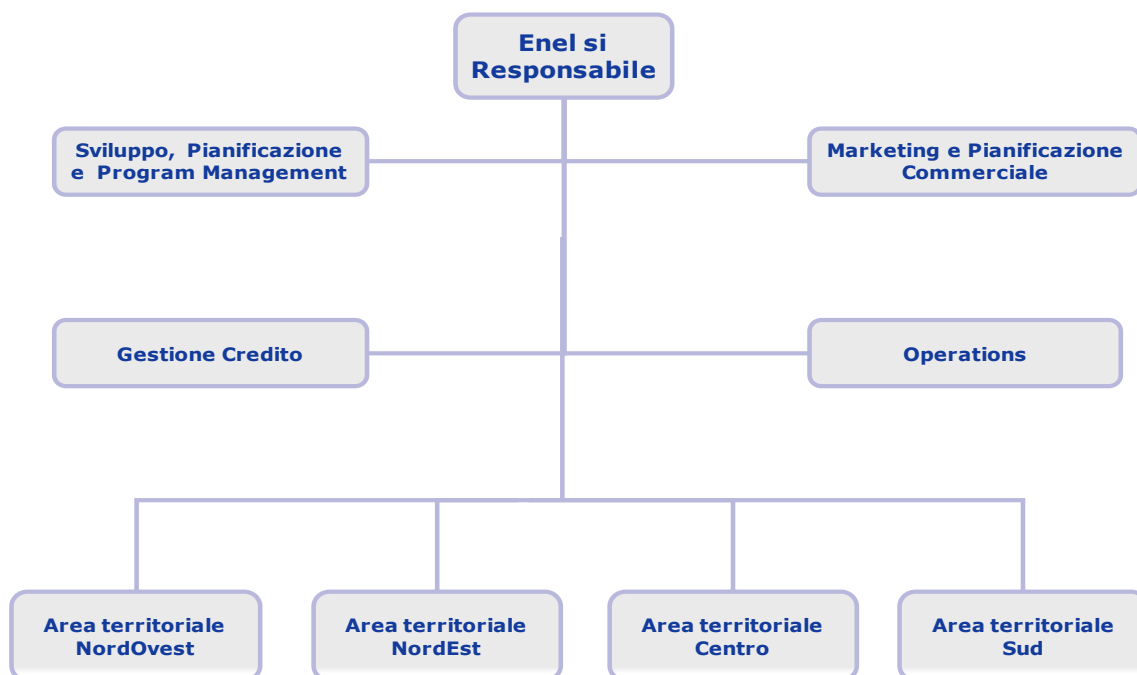 Enel si
Responsabile
Sviluppo, Pianificazione
e Program Management
Marketing e Pianificazione
Commerciale
Gestione Credito
Operations
Area territoriale
NordOvest
Area territoriale
NordEst
Area territoriale
Centro
Area territoriale
Sud